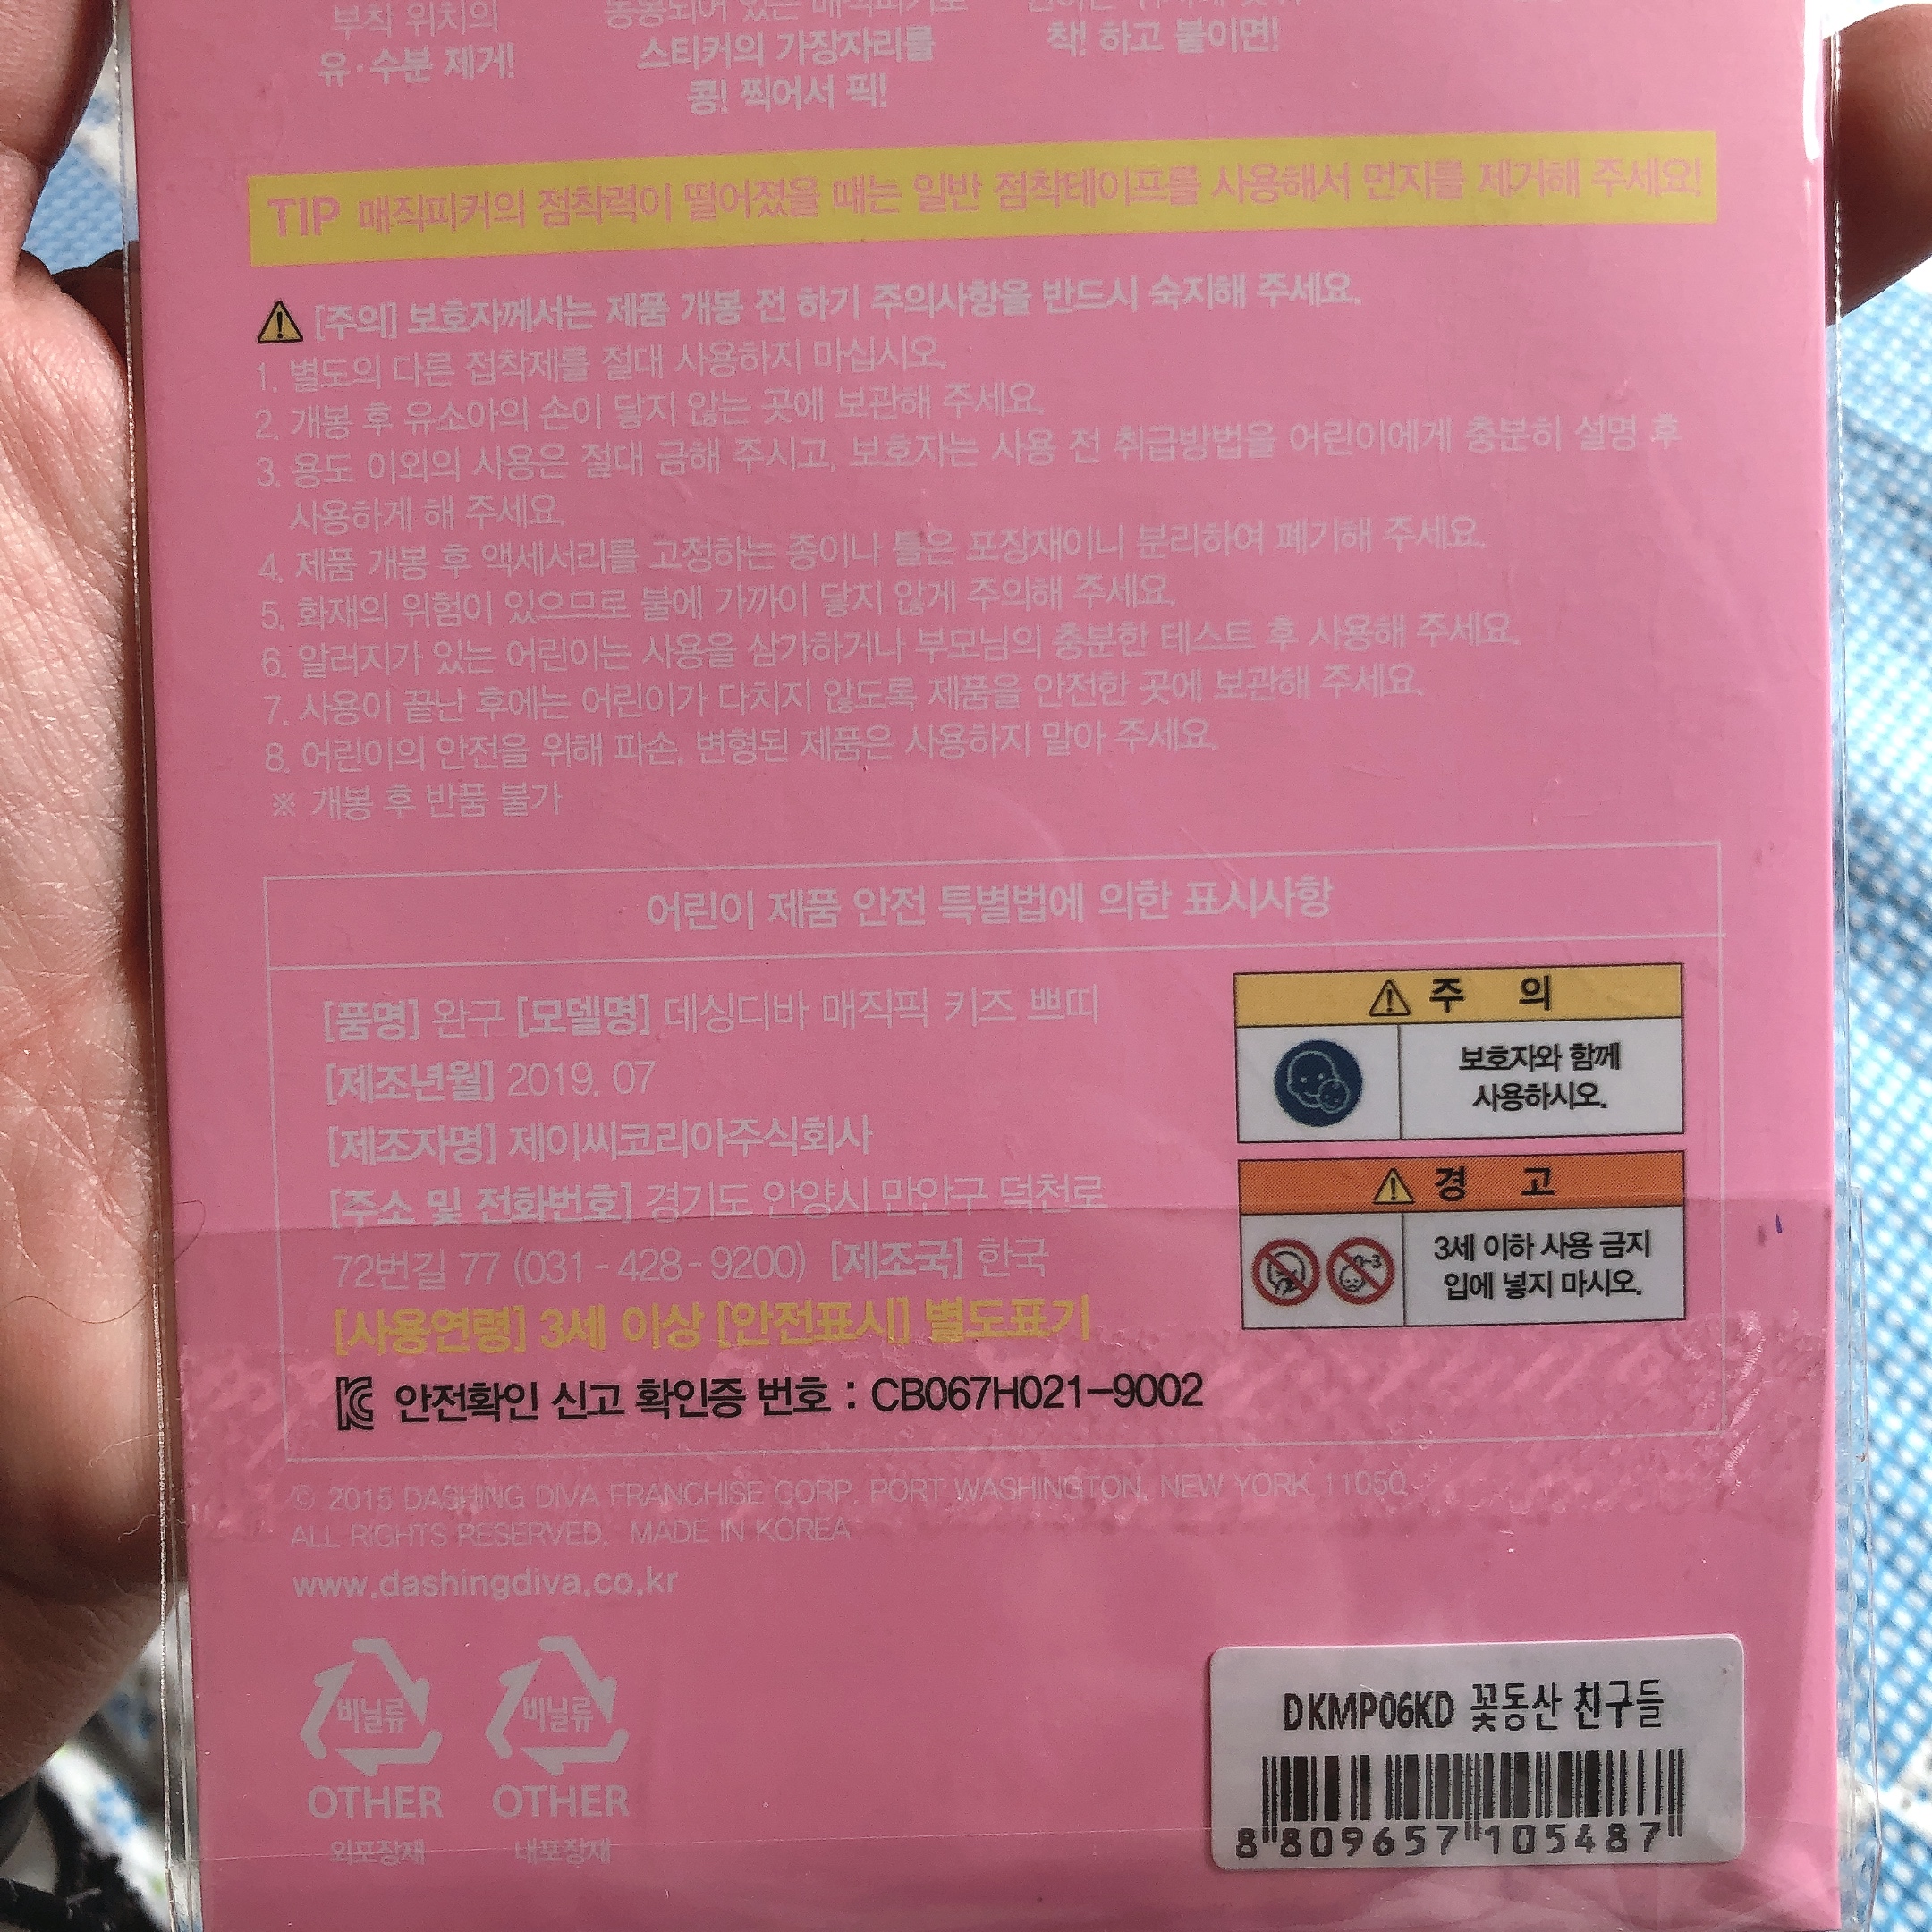 부착 위치의
유·수분 제거!
동봉되어 있는 매직피커로
스티커의 가장자리를
콩! 찍어서 픽!
착! 하고 붙이면!
TIP 매직피커의 점착력이 떨어졌을 때는 일반 점착테이프를 사용해서 먼지를 제거해 주세요!
[주의] 보호자께서는 제품 개봉 전 하기 주의사항을 반드시 숙지해 주세요.
1. 별도의 다른 접착제를 절대 사용하지 마십시오.
2. 개봉 후 유소아의 손이 닿지 않는 곳에 보관해 주세요.
3. 용도 이외의 사용은 절대 금해 주시고, 보호자는 사용 전 취급방법을 어린이에게 충분히 설명 후
사용하게 해 주세요.
4. 제품 개봉 후 액세서리를 고정하는 종이나 틀은 포장재이니 분리하여 폐기해 주세요.
5. 화재의 위험이 있으므로 불에 가까이 닿지 않게 주의해 주세요.
6. 알러지가 있는 어린이는 사용을 삼가하거나 부모님의 충분한 테스트 후 사용해 주세요.
7. 사용이 끝난 후에는 어린이가 다치지 않도록 제품을 안전한 곳에 보관해 주세요.
8. 어린이의 안전을 위해 파손, 변형된 제품은 사용하지 말아 주세요.
※ 개봉 후 반품 불가
어린이 제품 안전 특별법에 의한 표시사항
[품명] 완구 [모델명] 데싱디바 매직픽 키즈 쁘띠
[제조년월] 2019. 07
[제조자명] 제이씨코리아주식회사
[주소 및 전화번호] 경기도 안양시 만안구 덕천로
72번길 77 (031-428-9200) [제조국] 한국
[사용연령] 3세 이상 [안전표시] 별도표기
안전확인 신고 확인증 번호 : CB067H021-9002
주 의
보호자와 함께
사용하시오.
경 고
0-3
3세 이하 사용 금지
입에 넣지 마시오.
© 2015 DASHING DIVA FRANCHISE CORP. PORT WASHINGTON, NEW YORK 11050
ALL RIGHTS RESERVED. MADE IN KOREA
www.dashingdiva.co.kr
비닐류
OTHER
외포장재
비닐류
OTHER
내포장재
DKMP06KD 꽃동산 친구들
8 809657 105487